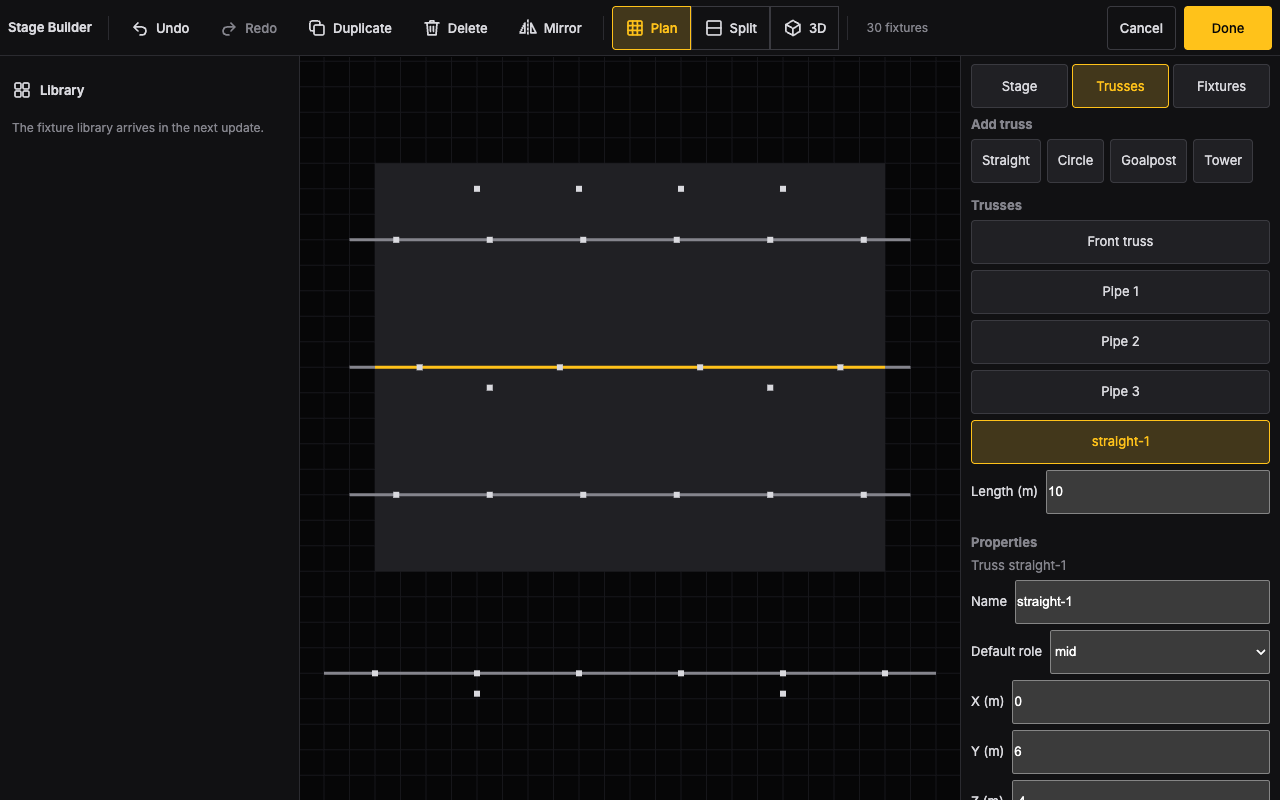 Stage Builder
Undo
Redo
Duplicate
Delete
Mirror
Plan
Split
3D
30 fixtures
Cancel
Done
Library
The fixture library arrives in the next update.
Stage
Trusses
Fixtures
Add truss
Straight
Circle
Goalpost
Tower
Trusses
Front truss
Pipe 1
Pipe 2
Pipe 3
straight-1
Length (m) 10
Properties
Truss straight-1
Name straight-1
Default role mid
X (m) 0
Y (m) 6